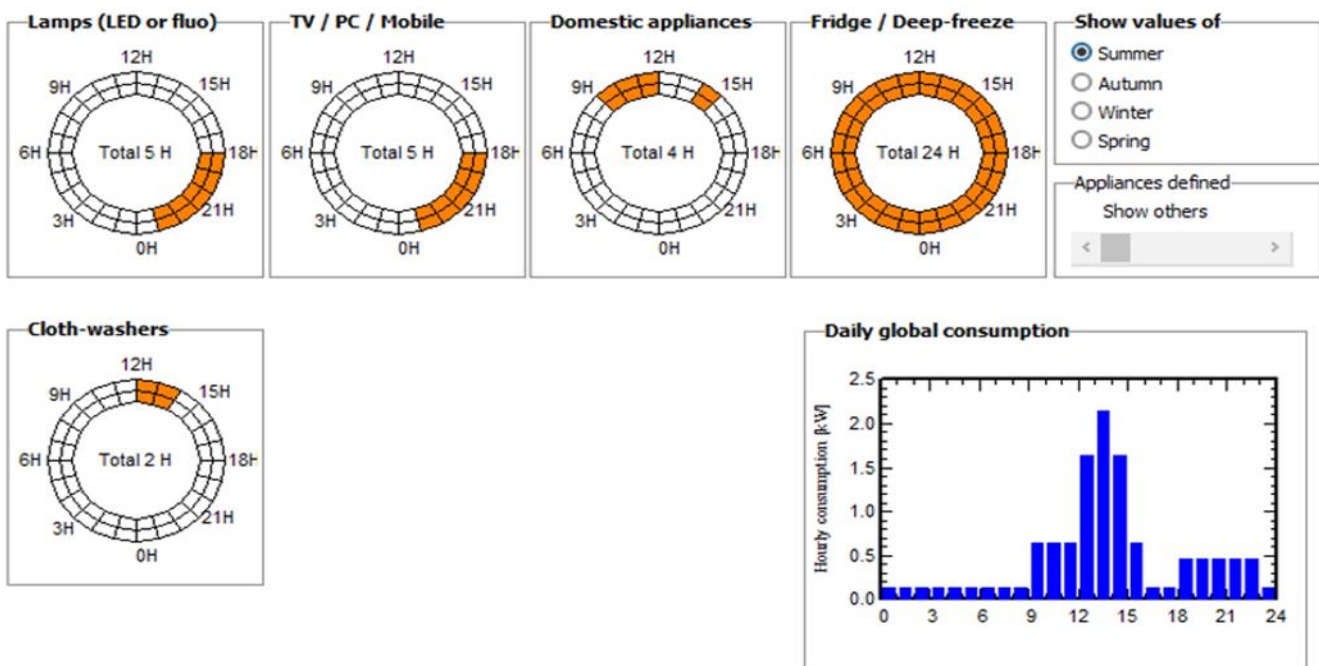 Lamps (LED or fluo)
12H
9H
15H
6H
Total 5 H
18H
3H
21H
0H
TV / PC / Mobile
12H
9H
15H
6H
Total 5 H
18H
3H
21H
0H
Domestic appliances
12H
9H
15H
6H
Total 4 H
18H
3H
21H
0H
Fridge / Deep-freeze
12H
9H
15H
6H
Total 24 H
18H
3H
21H
0H
Show values of
Summer
Autumn
Winter
Spring
Appliances defined
Show others
Cloth-washers
12H
9H
15H
6H
Total 2 H
18H
3H
21H
0H
Daily global consumption
Hourly consumption [kW]
2.5
2.0
1.5
1.0
0.5
0.0
0 3 6 9 12 15 18 21 24